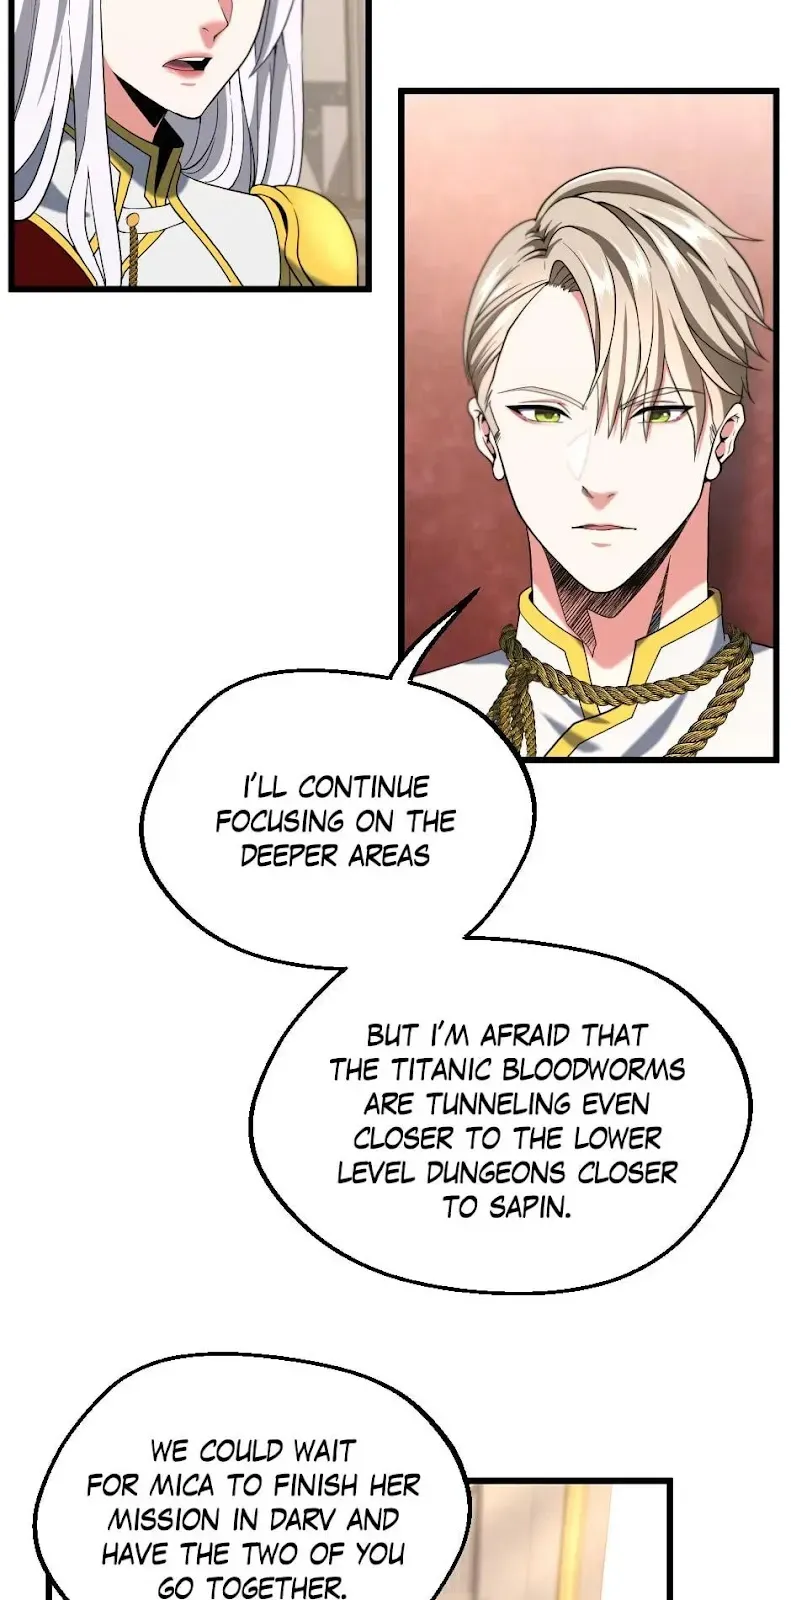 I'LL CONTINUE
FOCUSING ON THE
DEEPER AREAS
BUT I'M AFRAID THAT
THE TITANIC BLOODWORMS
ARE TUNNELING EVEN
CLOSER TO THE LOWER
LEVEL DUNGEONS CLOSER
TO SAPIN.
WE COULD WAIT
FOR MICA TO FINISH HER
MISSION IN DARV AND
HAVE THE TWO OF YOU
GO TOGETHER.